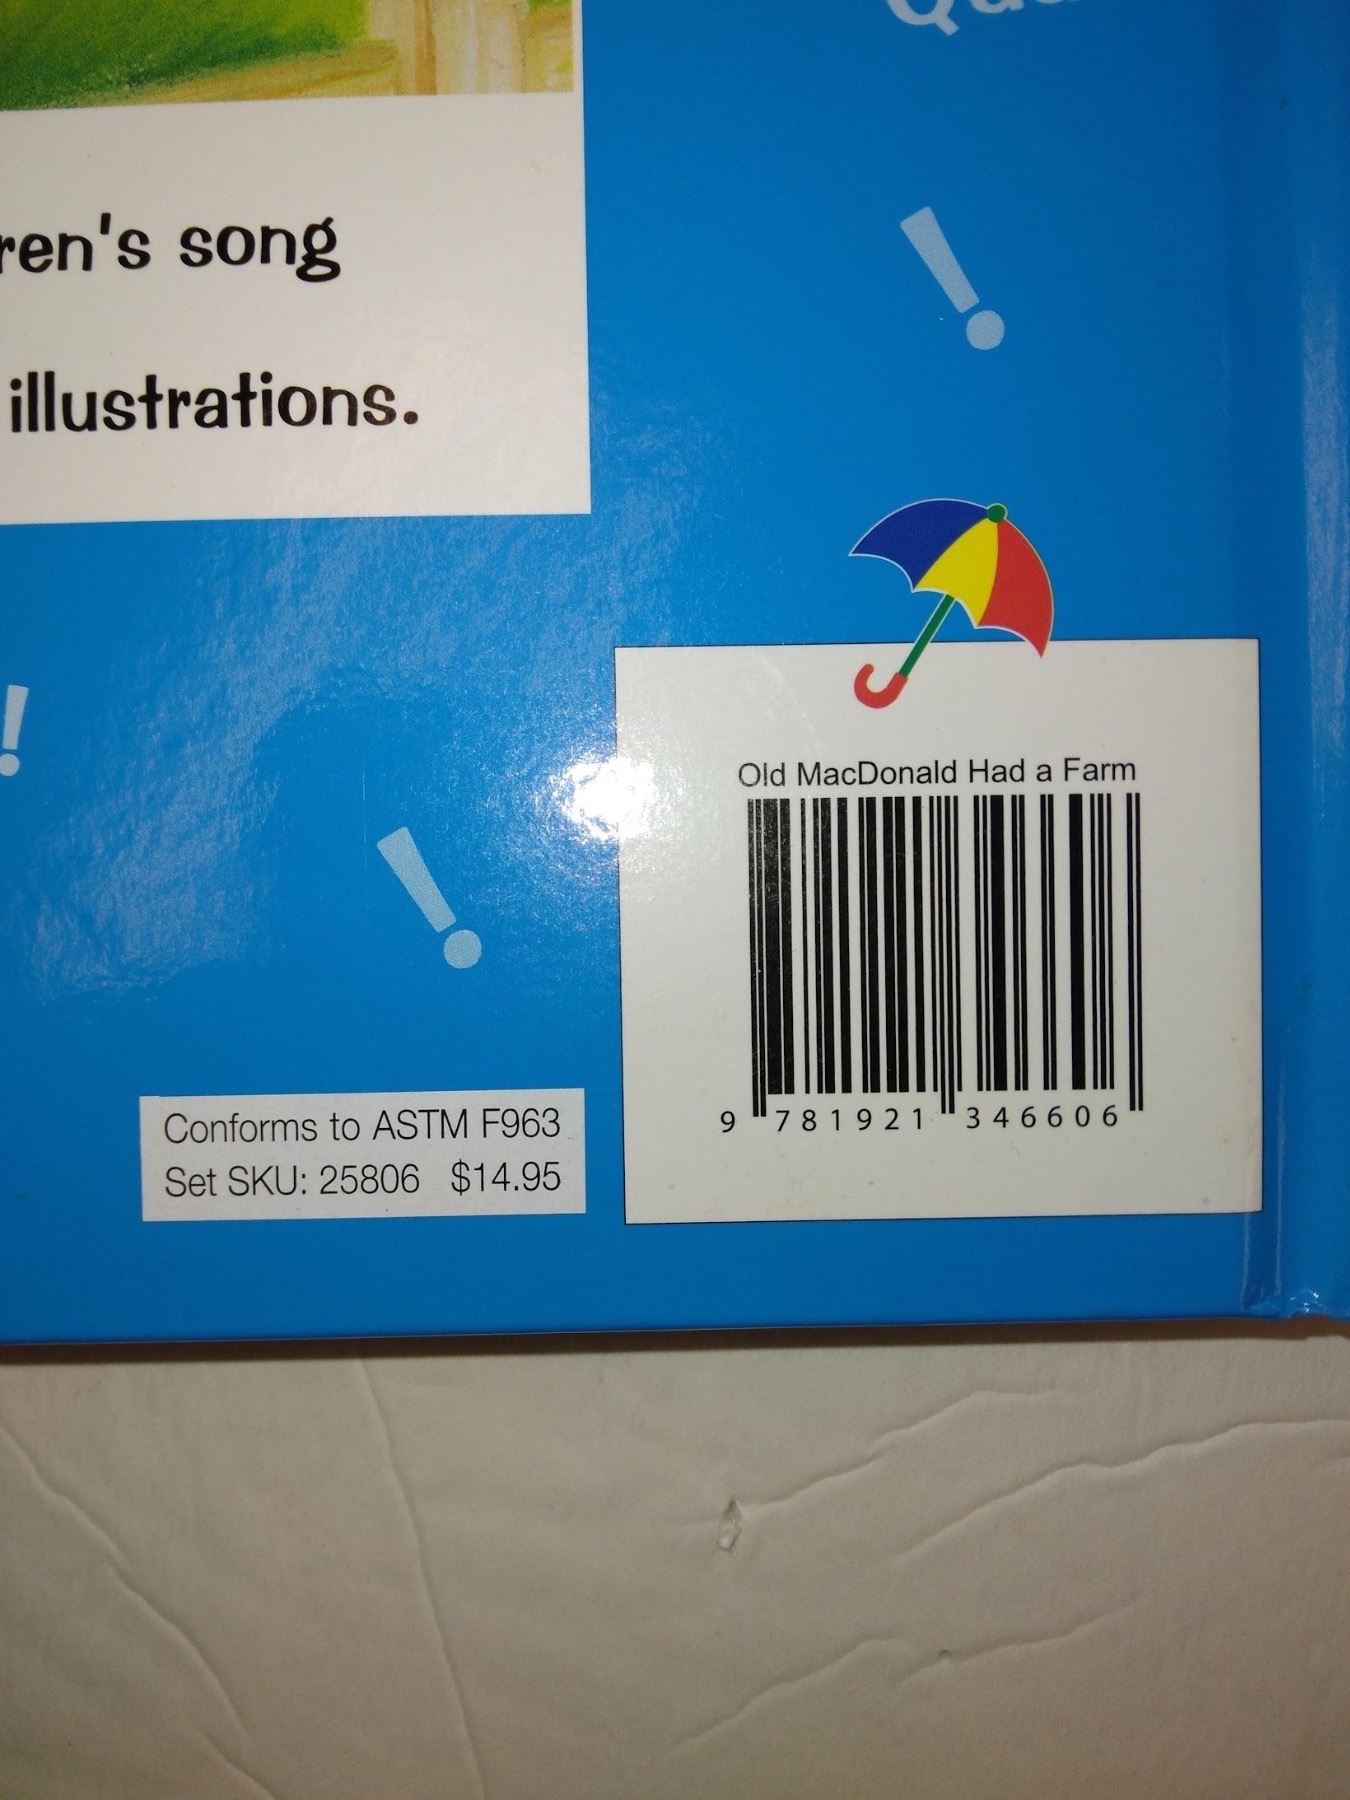 ren's song
illustrations.
Old MacDonald Had a Farm
9 781921 346606
Conforms to ASTM F963
Set SKU: 25806 $14.95